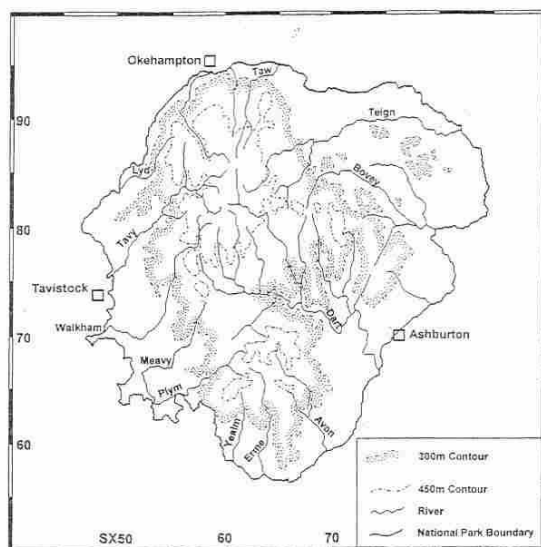 Okehampton
Taw
90
Teign
Lyd
Bovey
80
Tavy
Tavistock
Dart
70
Walkham
Ashburton
Meavy
Plym
Avon
Yealm
Erme
60
300m Contour
450m Contour
River
National Park Boundary
SX50 60 70